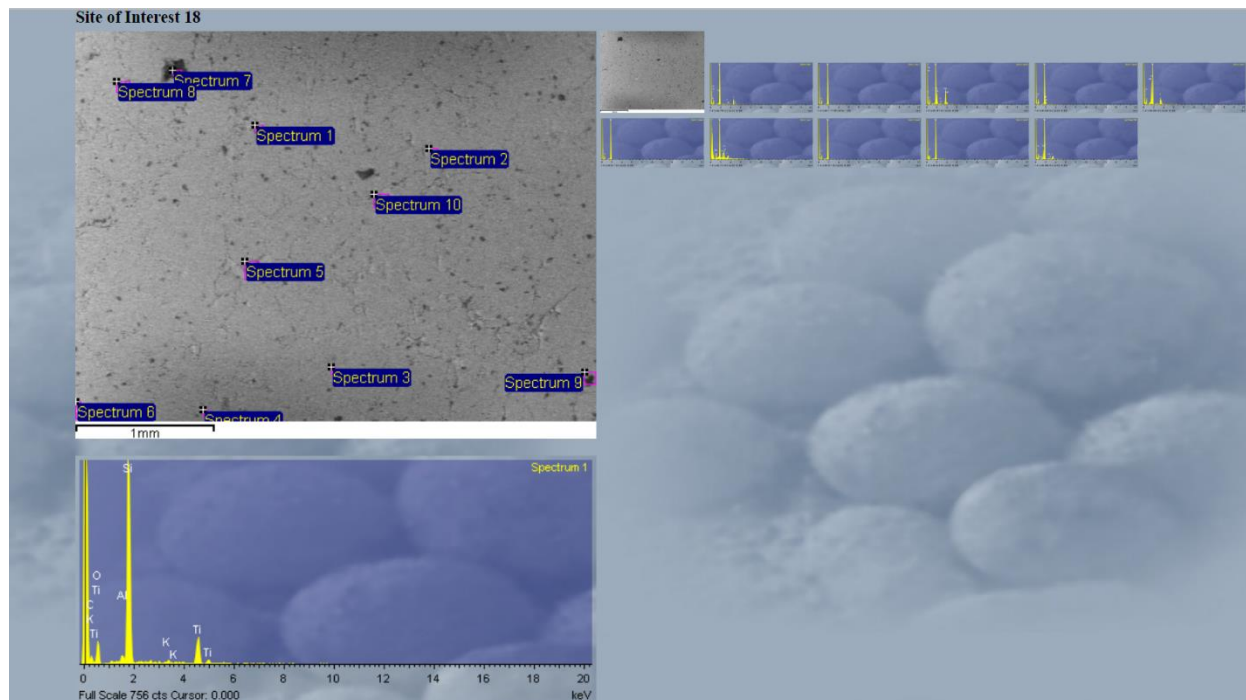 Site of Interest 18
Spectrum 7
Spectrum 8
Spectrum 1
Spectrum 2
Spectrum 10
Spectrum 5
Spectrum 3
Spectrum 9
Spectrum 6
Spectrum 4
1mm
Spectrum 1
Si
O
Ti
Al
C
K
Ti
Ti
K
K
Ti
0 2 4 6 8 10 12 14 16 18 20
Full Scale 756 cts Cursor: 0.000 keV